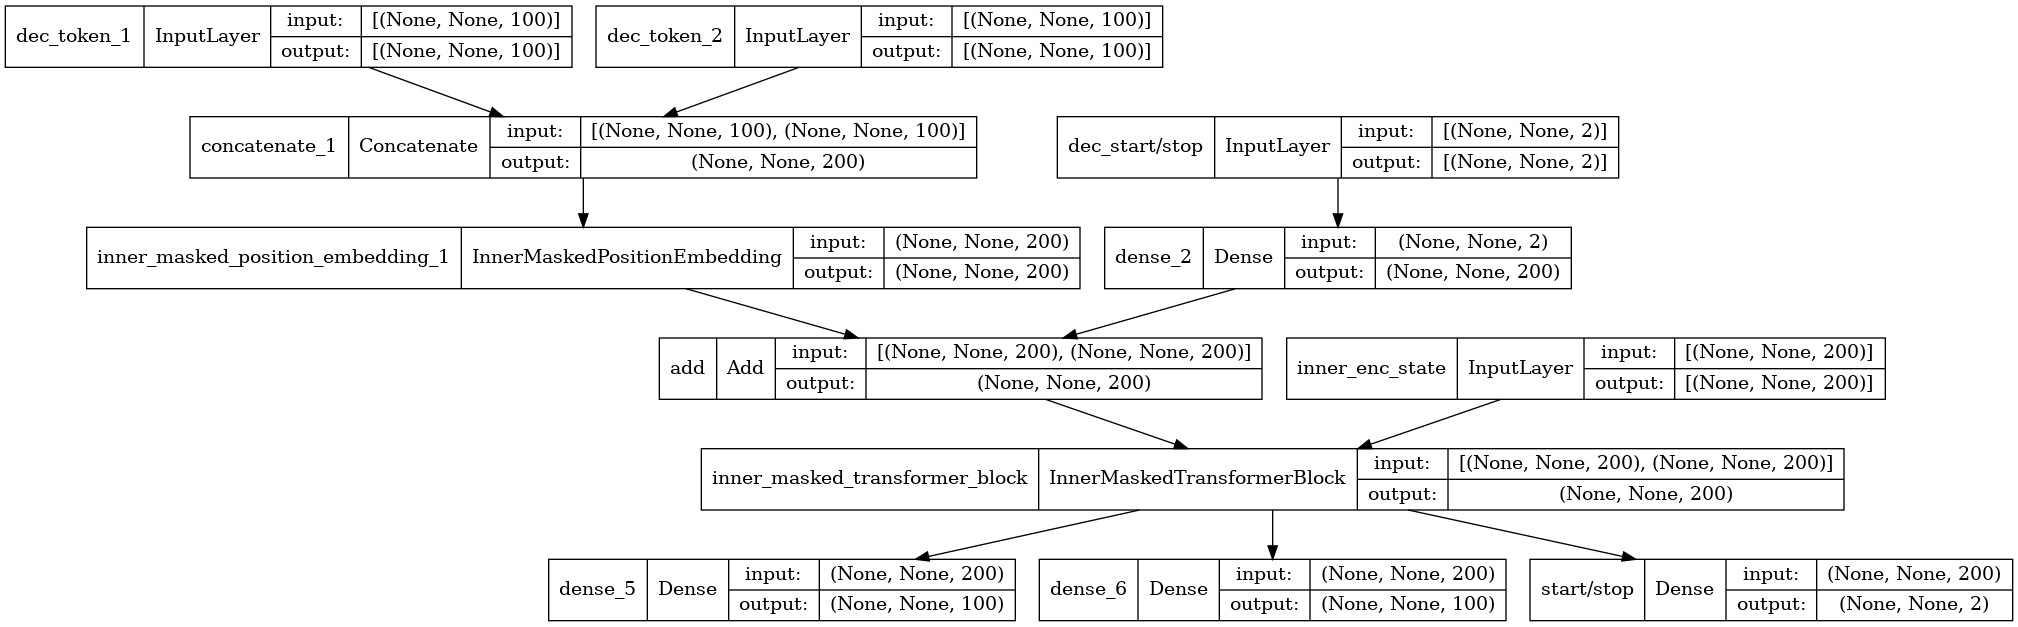 dec_token_1 InputLayer input: [(None, None, 100)]
output: [(None, None, 100)]
dec_token_2 InputLayer input: [(None, None, 100)]
output: [(None, None, 100)]
concatenate_1 Concatenate input: [(None, None, 100), (None, None, 100)]
output: (None, None, 200)
dec_start/stop InputLayer input: [(None, None, 2)]
output: [(None, None, 2)]
inner_masked_position_embedding_1 InnerMaskedPositionEmbedding input: (None, None, 200)
output: (None, None, 200)
dense_2 Dense input: (None, None, 2)
output: (None, None, 200)
add Add input: [(None, None, 200), (None, None, 200)]
output: (None, None, 200)
inner_enc_state InputLayer input: [(None, None, 200)]
output: [(None, None, 200)]
inner_masked_transformer_block InnerMaskedTransformerBlock input: [(None, None, 200), (None, None, 200)]
output: (None, None, 200)
dense_5 Dense input: (None, None, 200)
output: (None, None, 100)
dense_6 Dense input: (None, None, 200)
output: (None, None, 100)
start/stop Dense input: (None, None, 200)
output: (None, None, 2)